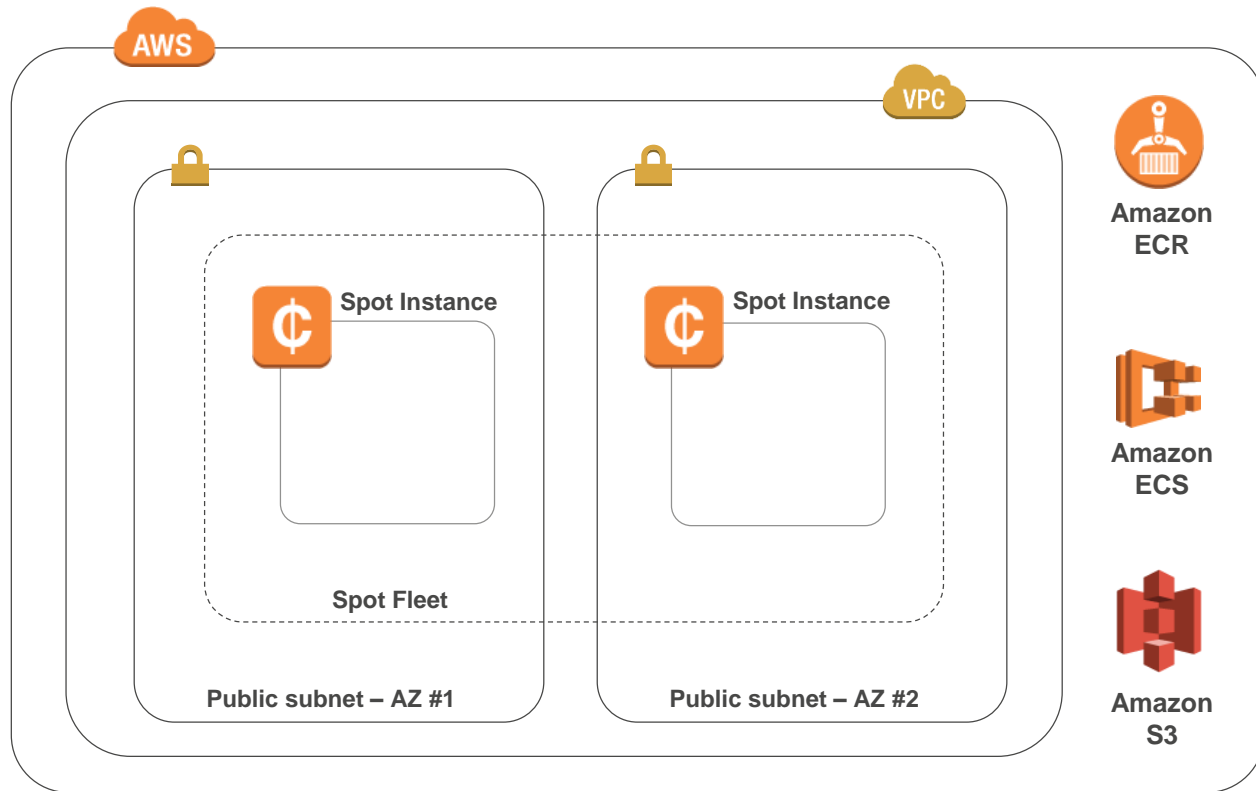 AWS
VPC
Amazon
ECR
Spot Instance
Spot Instance
Amazon
ECS
Spot Fleet
Public subnet – AZ #1
Public subnet – AZ #2
Amazon
S3